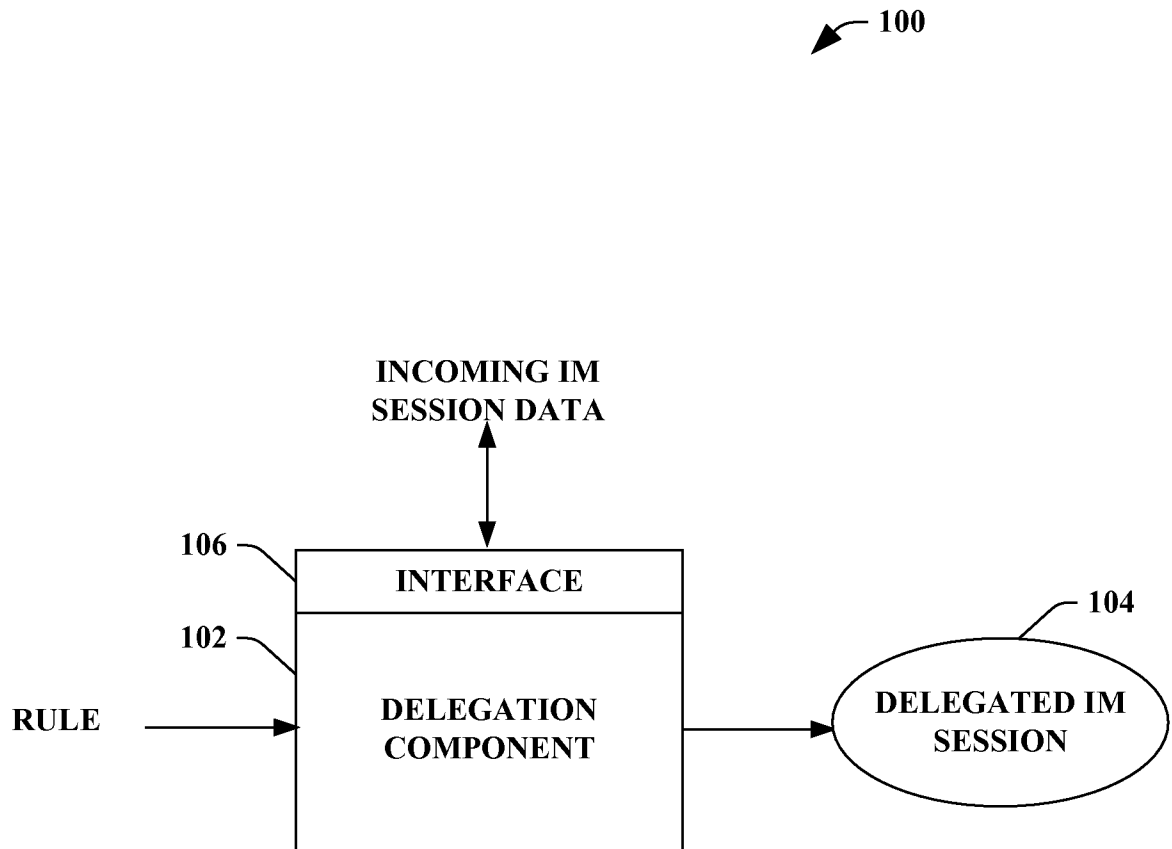 100
INCOMING IM
SESSION DATA
106
INTERFACE
102
104
RULE
DELEGATION
COMPONENT
DELEGATED IM
SESSION